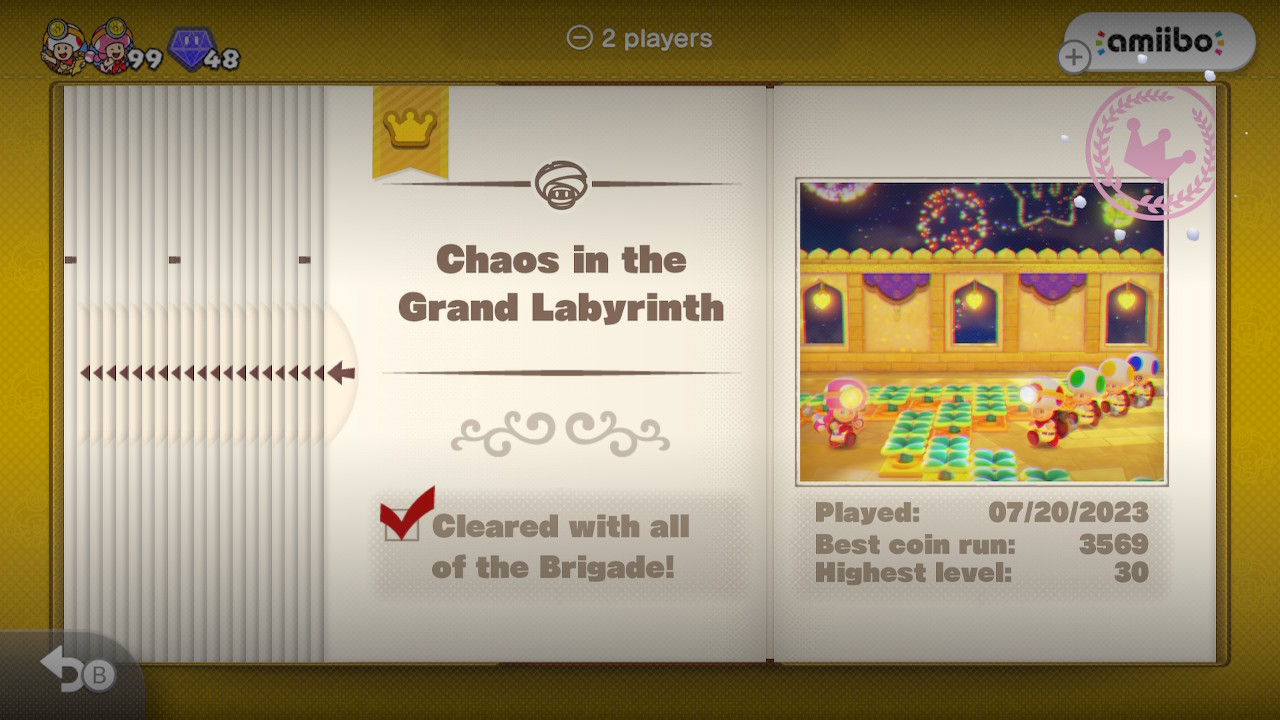 99
48
2 players
amiibo
Chaos in the
Grand Labyrinth
Cleared with all
of the Brigade!
Played: 07/20/2023
Best coin run: 3569
Highest level: 30
B